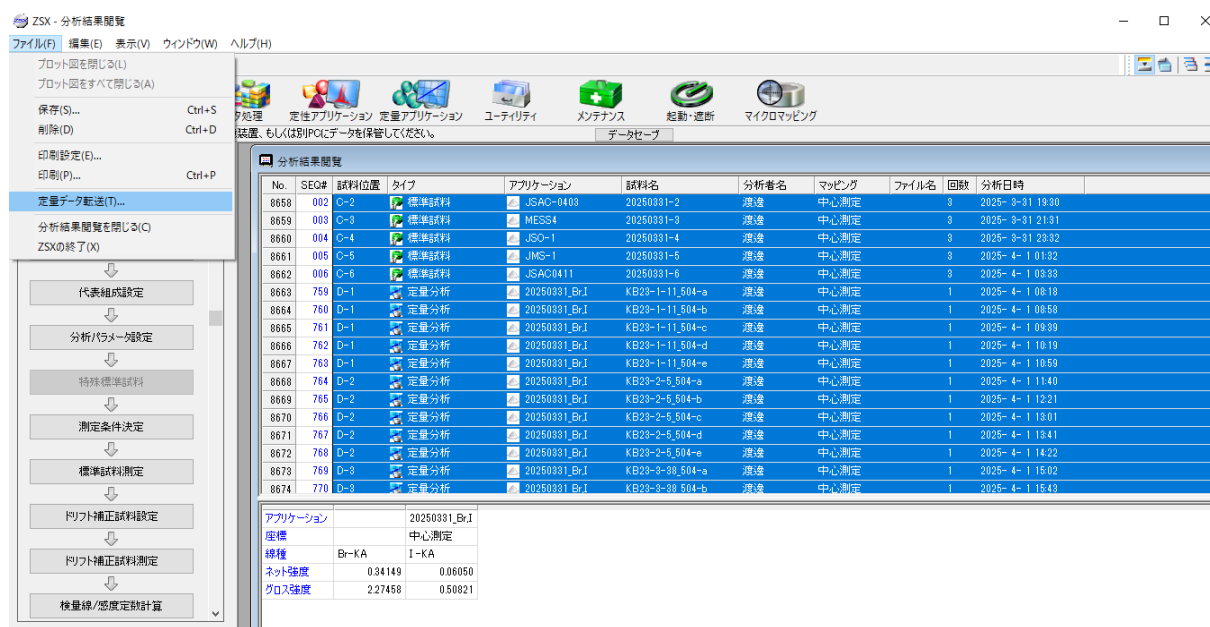 ZSX - 分析結果閲覧
ファイル(F) 編集(E) 表示(V) ウィンドウ(W) ヘルプ(H)
プロット図を閉じる(L)
プロット図をすべて閉じる(A)
保存(S)... Ctrl+S
削除(D) Ctrl+D
印刷設定(E)...
印刷(P)... Ctrl+P
定量データ転送(T)...
分析結果閲覧を閉じる(C)
ZSXの終了(X)
タ処理 定性アプリケーション 定量アプリケーション ユーティリティ メンテナンス 起動・遮断 マイクロマッピング
装置、もしくは別PCにデータを保管してください。 データセーブ
代表組成設定
分析パラメータ設定
特殊標準試料
測定条件決定
標準試料測定
ドリフト補正試料設定
ドリフト補正試料測定
検量線/感度定数計算
分析結果閲覧
No. SEQ# 試料位置 タイプ アプリケーション 試料名 分析者名 マッピング ファイル名 回数 分析日時
8658 002 C-2 標準試料 JSAC-0403 20250331-2 渡邊 中心測定 3 2025- 3-31 19:30
8659 003 C-3 標準試料 MESS4 20250331-3 渡邊 中心測定 3 2025- 3-31 21:31
8660 004 C-4 標準試料 JSO-1 20250331-4 渡邊 中心測定 3 2025- 3-31 23:32
8661 005 C-5 標準試料 JMS-1 20250331-5 渡邊 中心測定 3 2025- 4- 1 01:32
8662 006 C-6 標準試料 JSAC0411 20250331-6 渡邊 中心測定 3 2025- 4- 1 03:33
8663 759 D-1 定量分析 20250331_Br,I KB23-1-11_504-a 渡邊 中心測定 1 2025- 4- 1 08:18
8664 760 D-1 定量分析 20250331_Br,I KB23-1-11_504-b 渡邊 中心測定 1 2025- 4- 1 08:58
8665 761 D-1 定量分析 20250331_Br,I KB23-1-11_504-c 渡邊 中心測定 1 2025- 4- 1 09:39
8666 762 D-1 定量分析 20250331_Br,I KB23-1-11_504-d 渡邊 中心測定 1 2025- 4- 1 10:19
8667 763 D-1 定量分析 20250331_Br,I KB23-1-11_504-e 渡邊 中心測定 1 2025- 4- 1 10:59
8668 764 D-2 定量分析 20250331_Br,I KB23-2-5_504-a 渡邊 中心測定 1 2025- 4- 1 11:40
8669 765 D-2 定量分析 20250331_Br,I KB23-2-5_504-b 渡邊 中心測定 1 2025- 4- 1 12:21
8670 766 D-2 定量分析 20250331_Br,I KB23-2-5_504-c 渡邊 中心測定 1 2025- 4- 1 13:01
8671 767 D-2 定量分析 20250331_Br,I KB23-2-5_504-d 渡邊 中心測定 1 2025- 4- 1 13:41
8672 768 D-2 定量分析 20250331_Br,I KB23-2-5_504-e 渡邊 中心測定 1 2025- 4- 1 14:22
8673 769 D-3 定量分析 20250331_Br,I KB23-3-38_504-a 渡邊 中心測定 1 2025- 4- 1 15:02
8674 770 D-3 定量分析 20250331_Br,I KB23-3-38_504-b 渡邊 中心測定 1 2025- 4- 1 15:43
アプリケーション 20250331_Br,I
座標 中心測定
線種 Br-KA I-KA
ネット強度 0.34149 0.06050
グロス強度 2.27458 0.50821